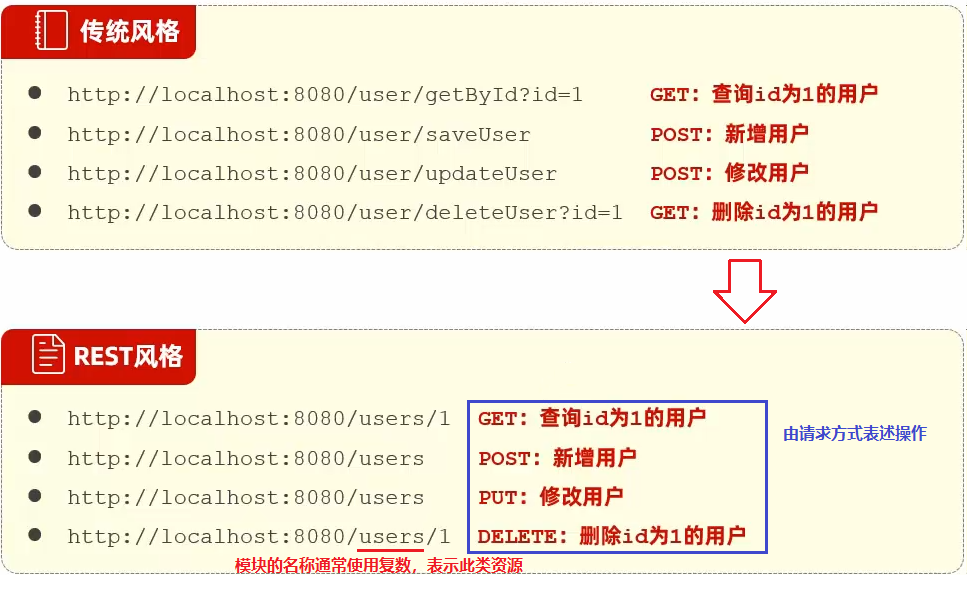 传统风格
http://localhost:8080/user/getById?id=1 GET：查询id为1的用户
http://localhost:8080/user/saveUser POST：新增用户
http://localhost:8080/user/updateUser POST：修改用户
http://localhost:8080/user/deleteUser?id=1 GET：删除id为1的用户
REST风格
http://localhost:8080/users/1 GET：查询id为1的用户
由请求方式表述操作
http://localhost:8080/users POST：新增用户
http://localhost:8080/users PUT：修改用户
http://localhost:8080/users/1 DELETE：删除id为1的用户
模块的名称通常使用复数，表示此类资源